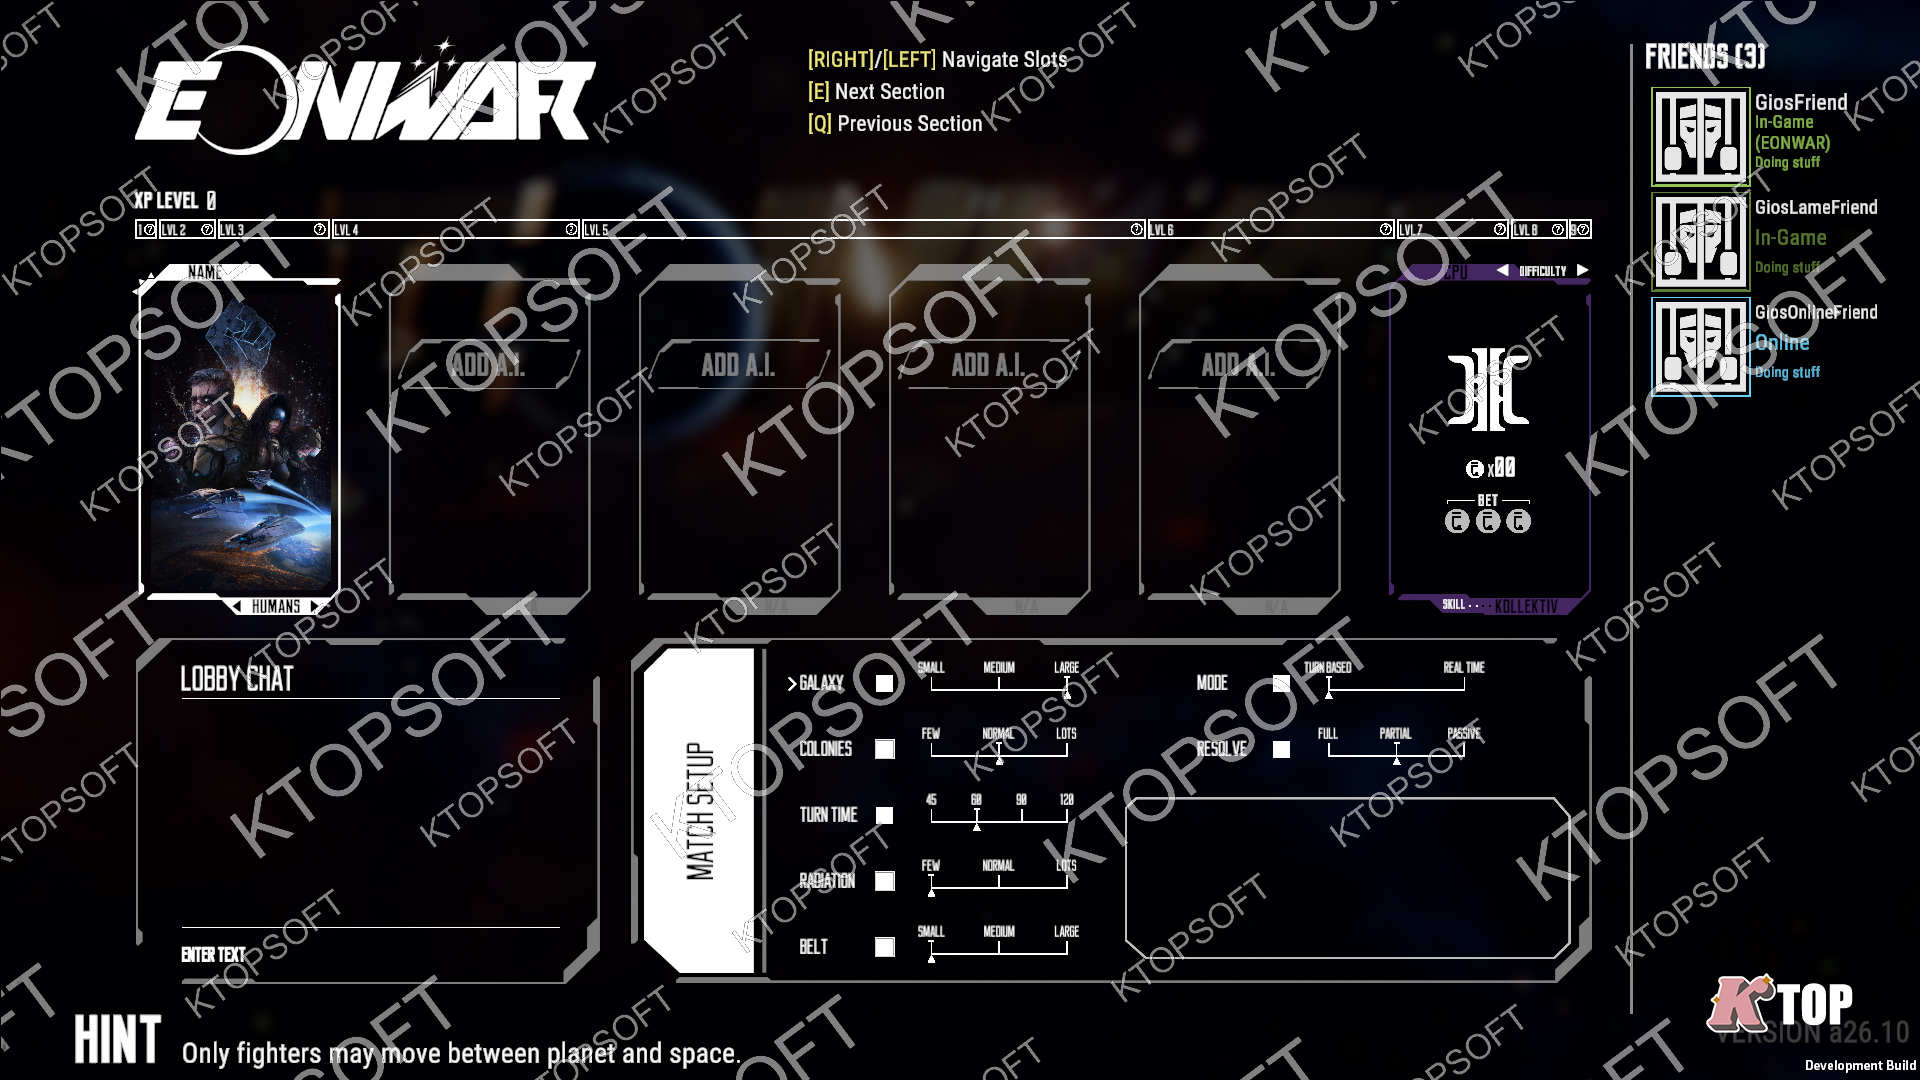 EONWAR
[RIGHT]/[LEFT] Navigate Slots
[E] Next Section
[Q] Previous Section
FRIENDS (3)
GiosFriend
In-Game
(EONWAR)
Doing stuff
GiosLameFriend
In-Game
Doing stuff
GiosOnlineFriend
Online
Doing stuff
XP LEVEL 0
1 LVL 2 LVL 3 LVL 4 LVL 5 LVL 6 LVL 7 LVL 8 9
NAME
CPU DIFFICULTY
ADD A.I. ADD A.I. ADD A.I. ADD A.I.
x00
BET
HUMANS
N/A N/A N/A
SKILL KOLLEKTIV
LOBBY CHAT
ENTER TEXT
MATCH SETUP
GALAXY SMALL MEDIUM LARGE
COLONIES FEW NORMAL LOTS
TURN TIME 45 60 90 120
RADIATION FEW NORMAL LOTS
BELT SMALL MEDIUM LARGE
MODE TURN BASED REAL TIME
RESOLVE FULL PARTIAL PASSIVE
HINT Only fighters may move between planet and space.
K TOP
VERSION a26.10
Development Build
KTOPSOFT